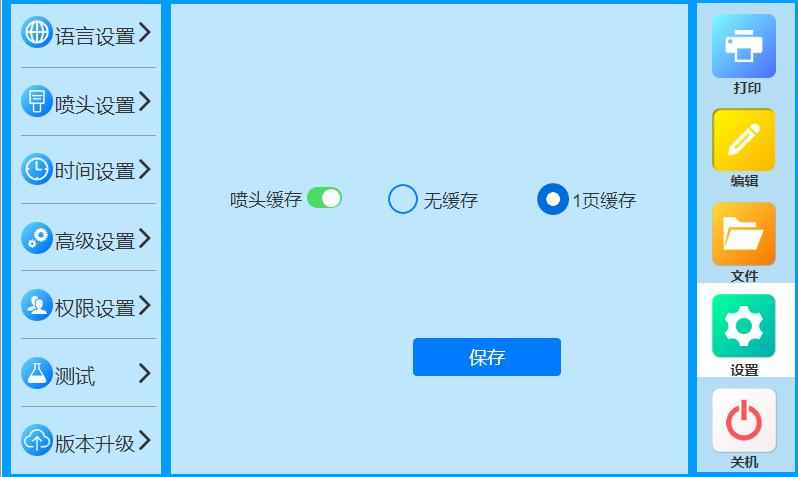 语言设置
喷头设置
时间设置
高级设置
权限设置
测试
版本升级
喷头缓存 无缓存 1页缓存
保存
打印
编辑
文件
设置
关机